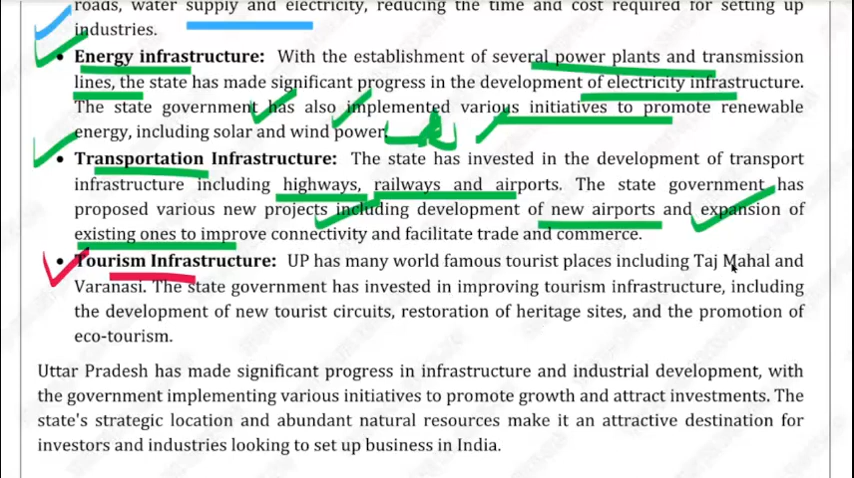 roads, water supply and electricity, reducing the time and cost required for setting up
industries.
• Energy infrastructure: With the establishment of several power plants and transmission
lines, the state has made significant progress in the development of electricity infrastructure.
The state government has also implemented various initiatives to promote renewable
energy, including solar and wind power.
• Transportation Infrastructure: The state has invested in the development of transport
infrastructure including highways, railways and airports. The state government has
proposed various new projects including development of new airports and expansion of
existing ones to improve connectivity and facilitate trade and commerce.
• Tourism Infrastructure: UP has many world famous tourist places including Taj Mahal and
Varanasi. The state government has invested in improving tourism infrastructure, including
the development of new tourist circuits, restoration of heritage sites, and the promotion of
eco-tourism.
Uttar Pradesh has made significant progress in infrastructure and industrial development, with
the government implementing various initiatives to promote growth and attract investments. The
state's strategic location and abundant natural resources make it an attractive destination for
investors and industries looking to set up business in India.